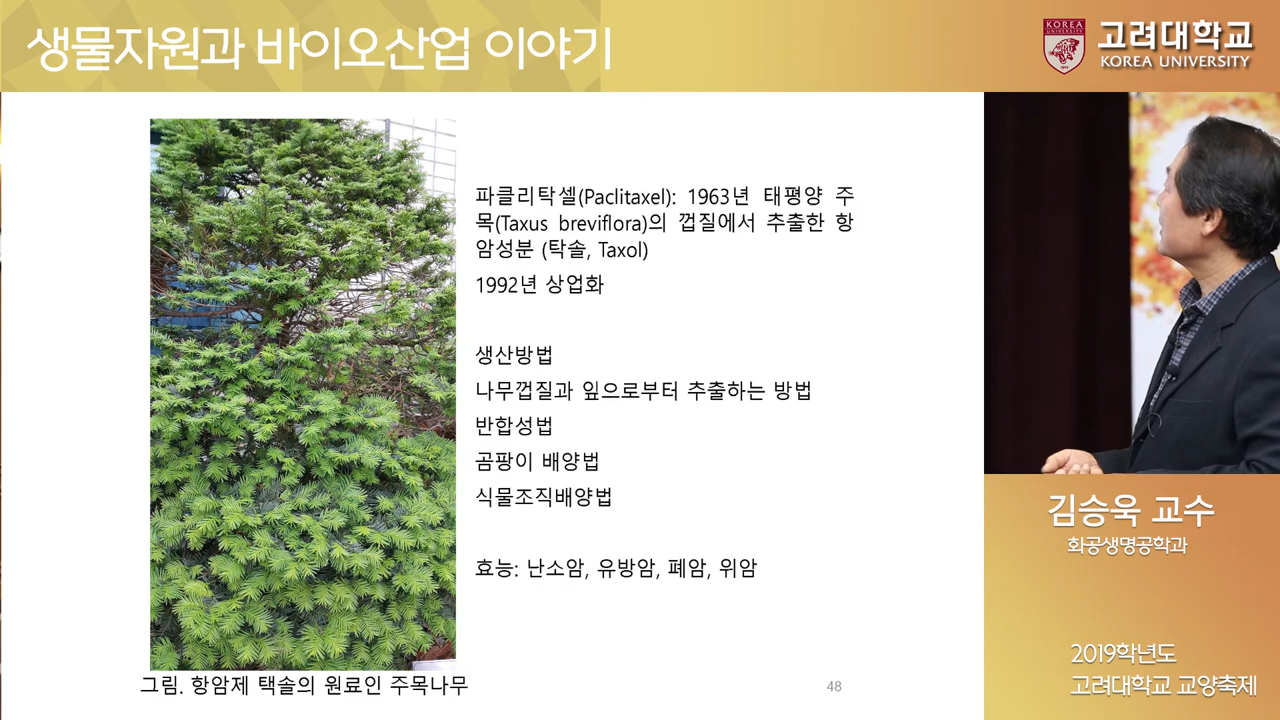 생물자원과 바이오산업 이야기
KOREA
UNIVERSITY
고려대학교
KOREA UNIVERSITY
파클리탁셀(Paclitaxel): 1963년 태평양 주
목(Taxus breviflora)의 껍질에서 추출한 항
암성분 (탁솔, Taxol)
1992년 상업화
생산방법
나무껍질과 잎으로부터 추출하는 방법
반합성법
곰팡이 배양법
식물조직배양법
효능: 난소암, 유방암, 폐암, 위암
그림. 항암제 택솔의 원료인 주목나무
48
김승욱 교수
화공생명공학과
2019학년도
고려대학교 교양축제